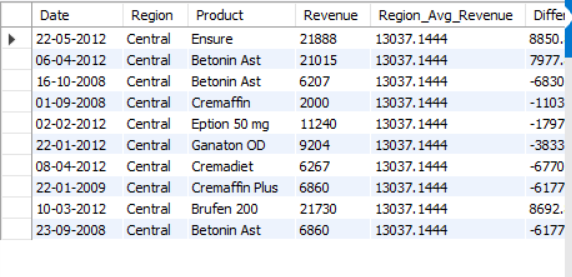 Date Region Product Revenue Region_Avg_Revenue Differ
22-05-2012 Central Ensure 21888 13037.1444 8850.
06-04-2012 Central Betonin Ast 21015 13037.1444 7977.
16-10-2008 Central Betonin Ast 6207 13037.1444 -6830
01-09-2008 Central Cremaffin 2000 13037.1444 -1103
02-02-2012 Central Eption 50 mg 11240 13037.1444 -1797
22-01-2012 Central Ganaton OD 9204 13037.1444 -3833
08-04-2012 Central Cremadiet 6267 13037.1444 -6770
22-01-2009 Central Cremaffin Plus 6860 13037.1444 -6177
10-03-2012 Central Brufen 200 21730 13037.1444 8692.
23-09-2008 Central Betonin Ast 6860 13037.1444 -6177